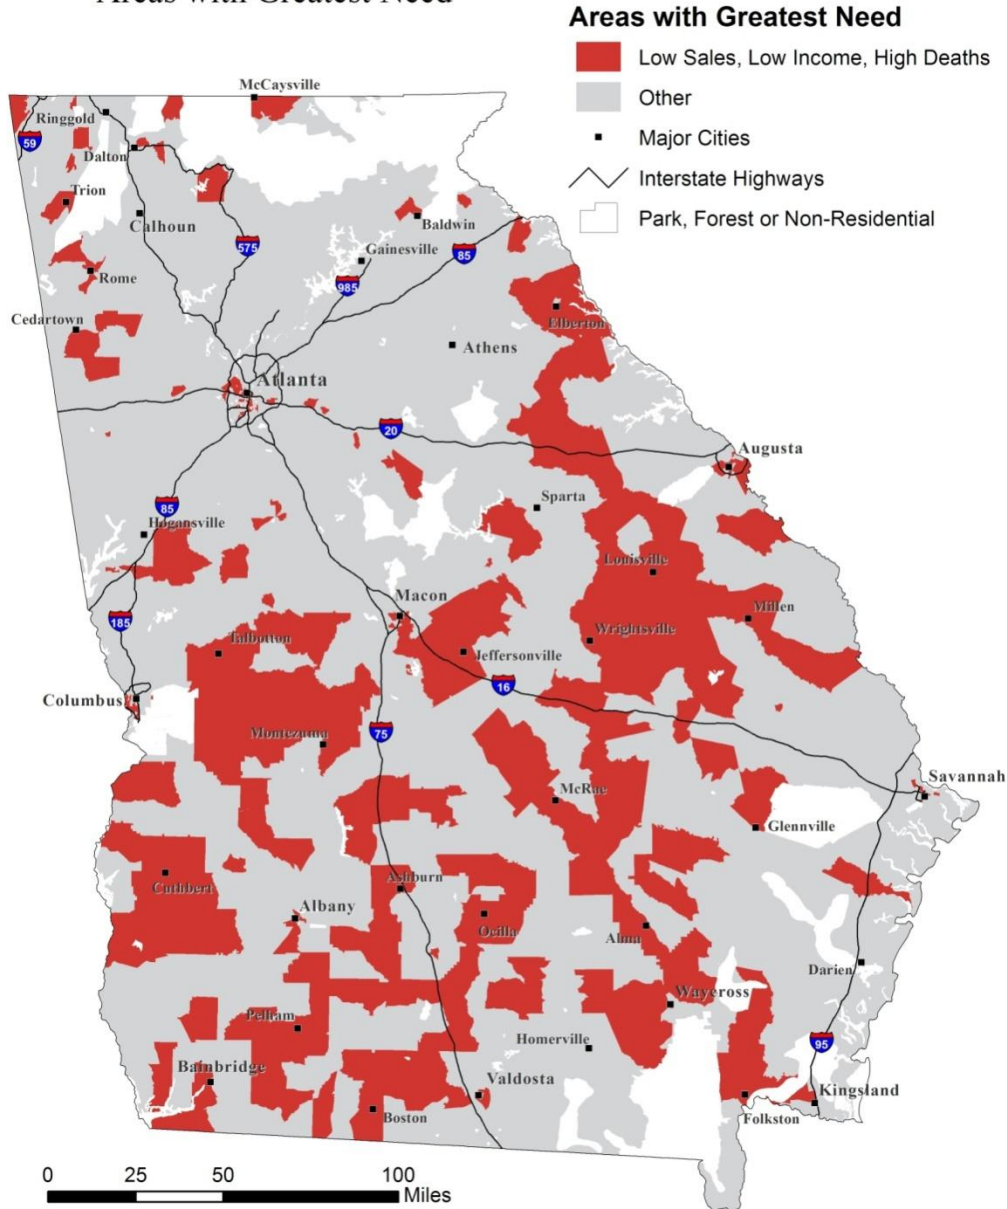 Areas with Greatest Need
Areas with Greatest Need
Low Sales, Low Income, High Deaths
Other
Major Cities
Interstate Highways
Park, Forest or Non-Residential
McCaysville
Ringgold
59
Dalton
Trion
Calhoun
Baldwin
Gainesville
575
85
985
Rome
Elberton
Cedartown
Athens
Atlanta
20
Augusta
Sparta
85
Hogansville
Louisville
Macon
Millen
185
Wrightsville
Talbotton
Jeffersonville
16
Columbus
75
Montezuma
Savannah
McRae
Glennville
Cuthbert
Ashburn
Albany
Ocilla
Alma
Darien
Waycross
Pelham
Homerville
95
Bainbridge
Valdosta
Kingsland
Boston
Folkston
0 25 50 100
Miles